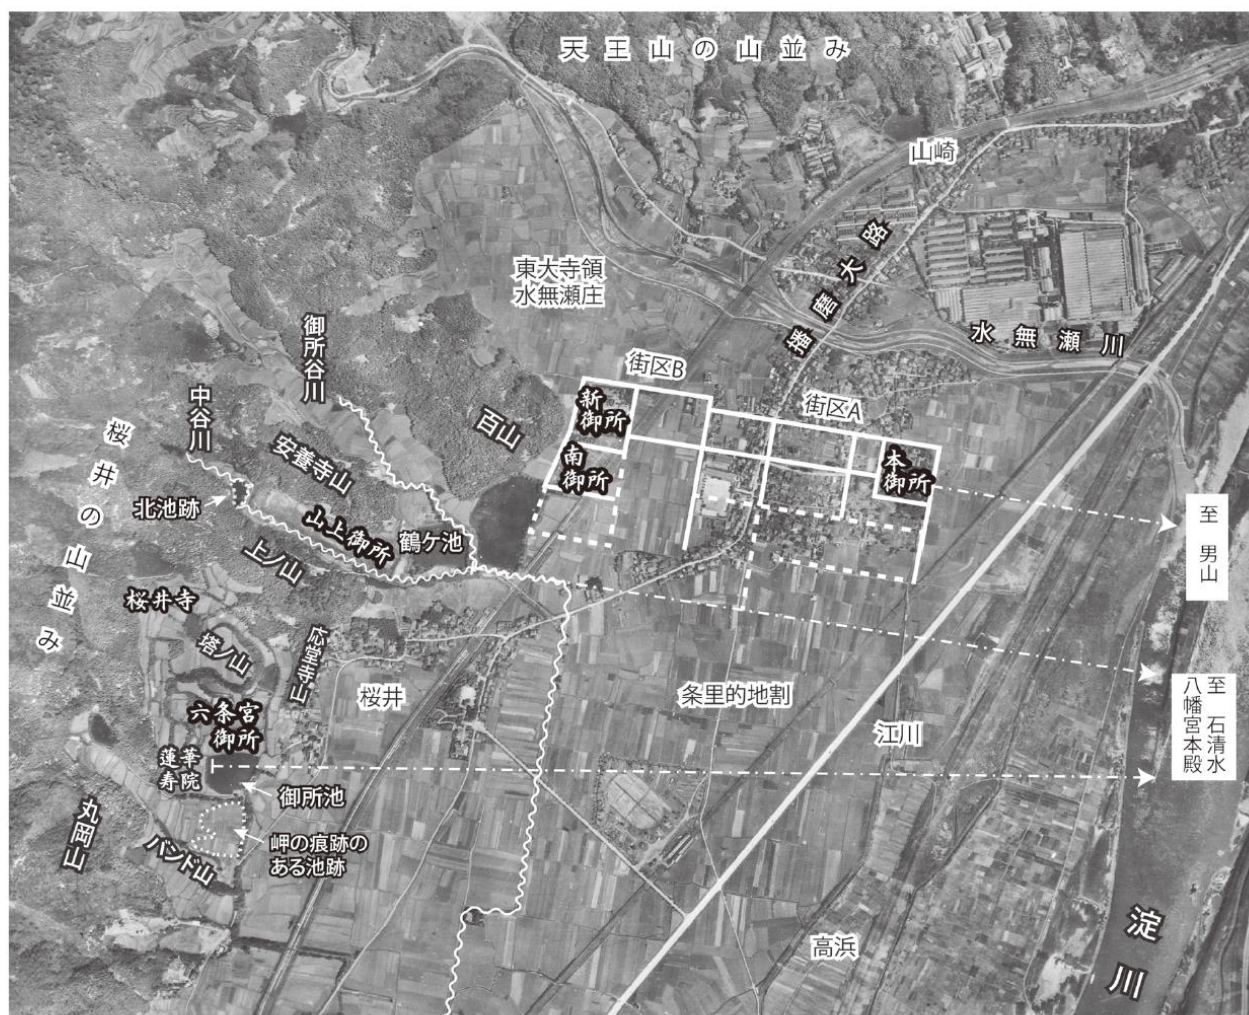 天王山の山並み
山崎
播磨大路
東大寺領
水無瀬庄
水無瀬川
御所谷川
街区B
街区A
中谷川
新
御所
百山
南
御所
本
御所
桜井の山並み
安養寺山
北池跡
山上御所
鶴ケ池
上ノ山
至 男山
桜井寺
塔ノ山
応堂寺山
六条宮
御所
桜井
条里的地割
江川
至 石清水
八幡宮本殿
蓮華
寿院
御所池
丸岡山
バンド山
岬の痕跡の
ある池跡
高浜
淀川